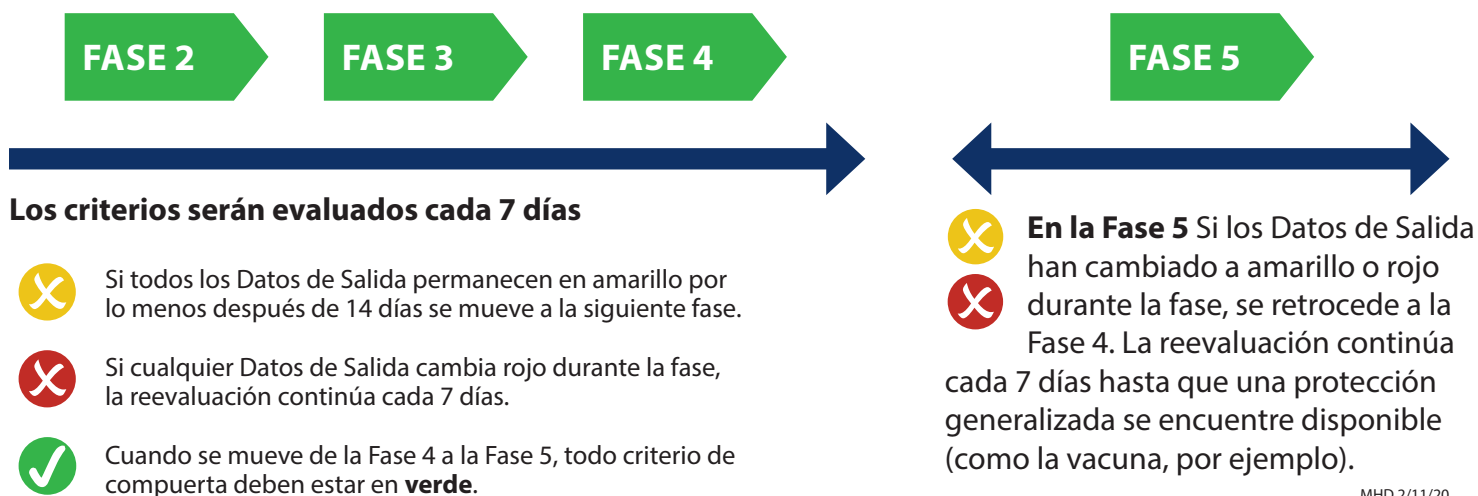 FASE 2
FASE 3
FASE 4
FASE 5
Los criterios serán evaluados cada 7 días
Si todos los Datos de Salida permanecen en amarillo por
lo menos después de 14 días se mueve a la siguiente fase.
Si cualquier Datos de Salida cambia rojo durante la fase,
la reevaluación continúa cada 7 días.
Cuando se mueve de la Fase 4 a la Fase 5, todo criterio de
compuerta deben estar en verde.
En la Fase 5 Si los Datos de Salida
han cambiado a amarillo o rojo
durante la fase, se retrocede a la
Fase 4. La reevaluación continúa
cada 7 días hasta que una protección
generalizada se encuentre disponible
(como la vacuna, por ejemplo).
MHD 2/11/20